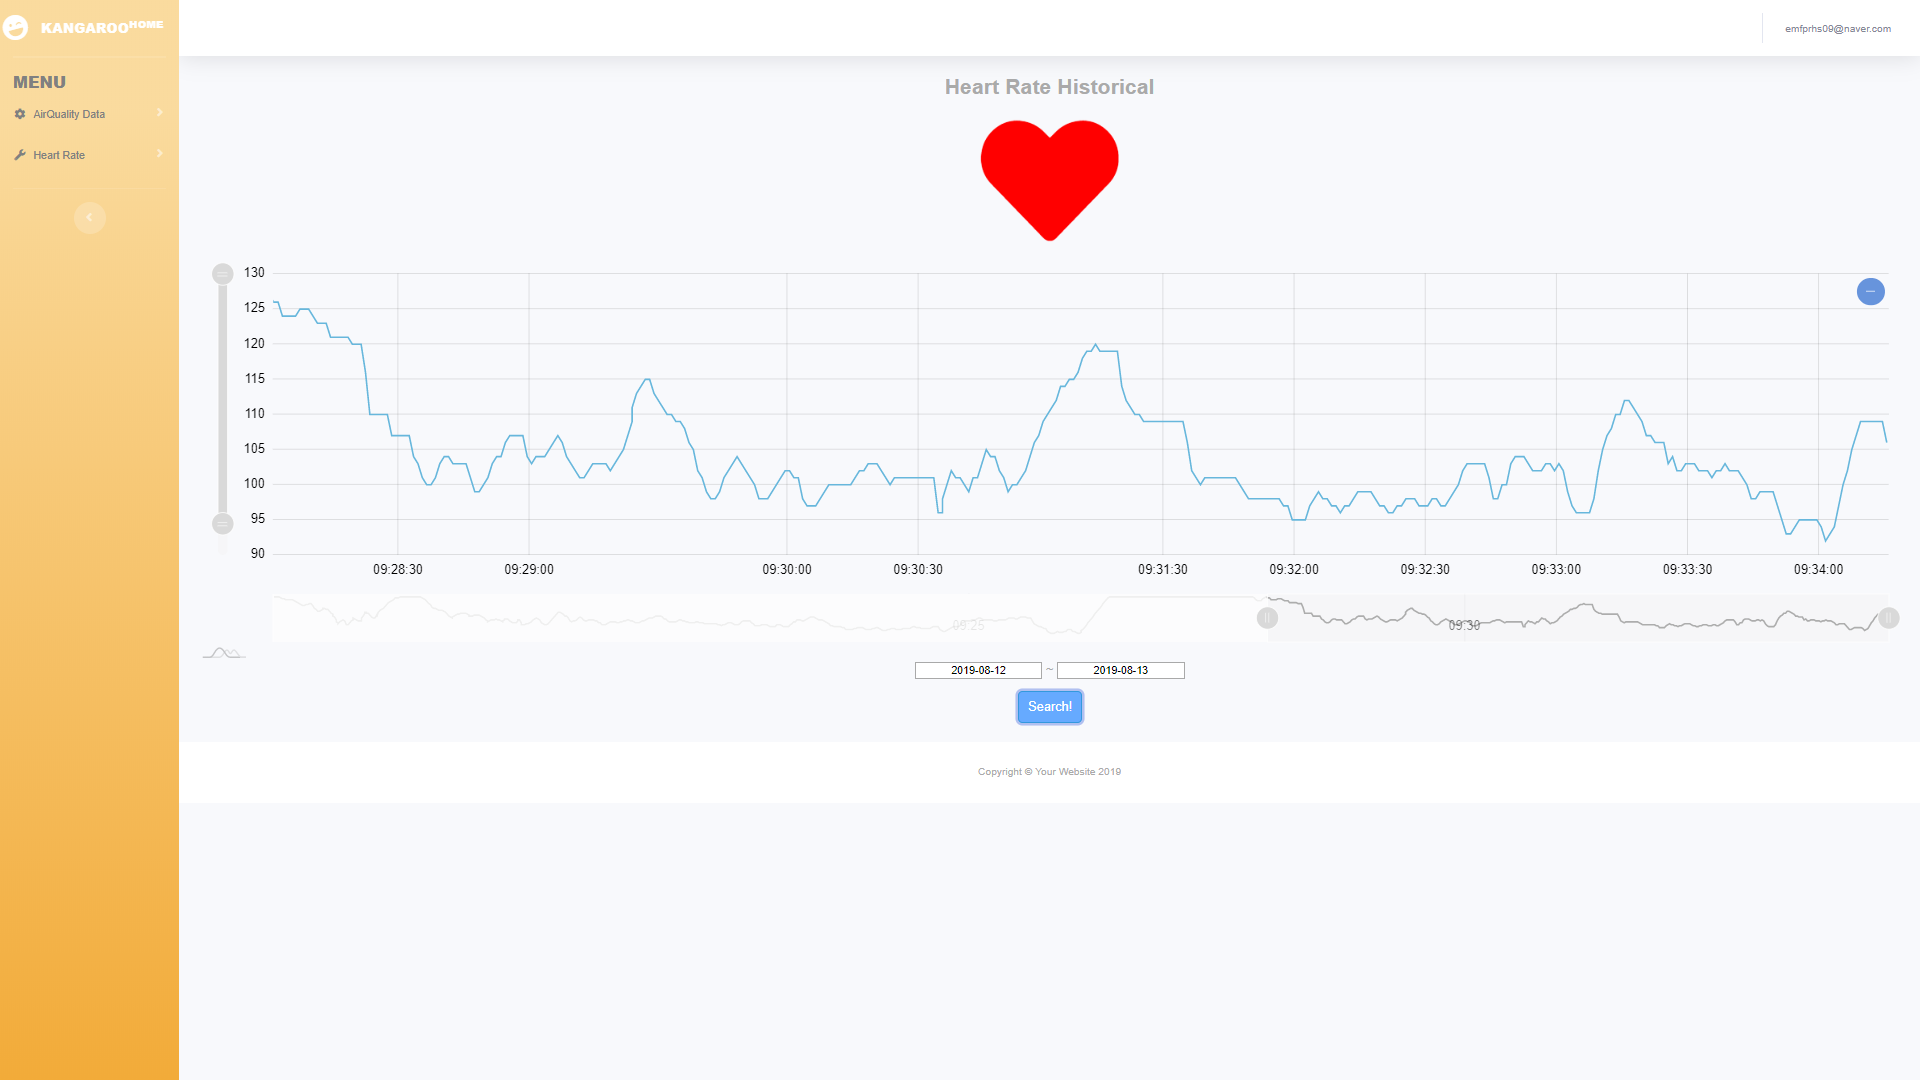 KANGAROO HOME
emfprhs09@naver.com
MENU
AirQuality Data
Heart Rate
Heart Rate Historical
130
125
120
115
110
105
100
95
90
09:28:30 09:29:00 09:30:00 09:30:30 09:31:30 09:32:00 09:32:30 09:33:00 09:33:30 09:34:00
09:25 09:30
2019-08-12 ~ 2019-08-13
Search!
Copyright © Your Website 2019